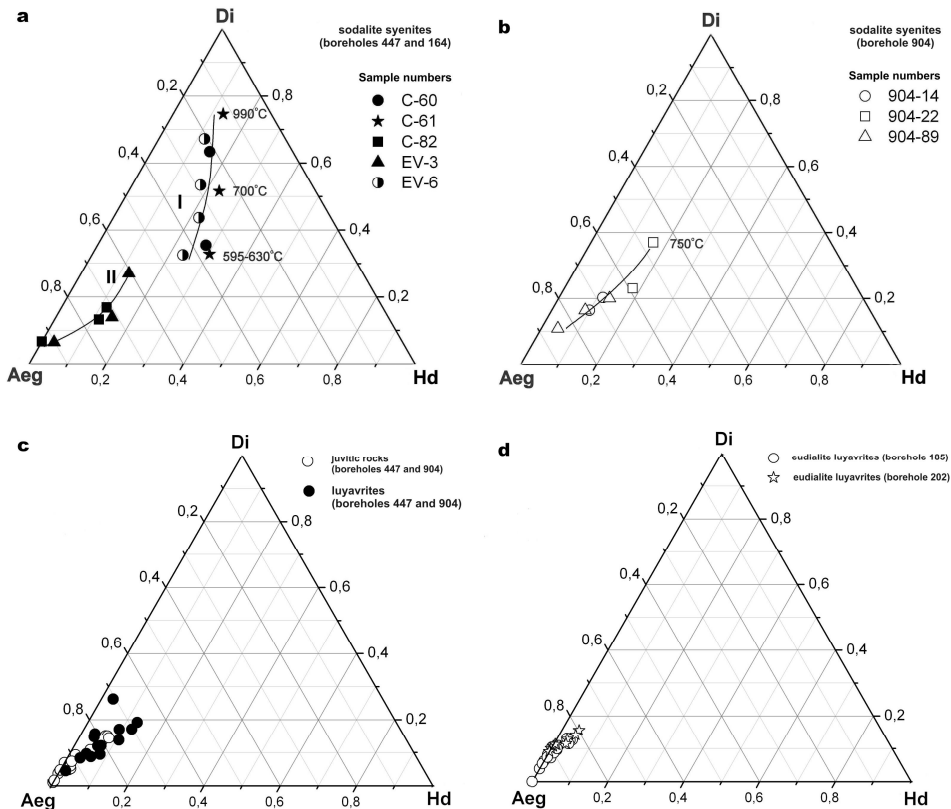 a
Di
sodalite syenites
(boreholes 447 and 164)
Sample numbers
C-60
C-61
C-82
EV-3
EV-6
0,2
0,4
0,6
0,8
0,8
0,6
0,4
0,2
990°C
700°C
595-630°C
I
II
Aeg
0,2
0,4
0,6
0,8
Hd
b
Di
sodalite syenites
(borehole 904)
Sample numbers
904-14
904-22
904-89
0,2
0,4
0,6
0,8
0,8
0,6
0,4
0,2
750°C
Aeg
0,2
0,4
0,6
0,8
Hd
c
Di
juvitic rocks
(boreholes 447 and 904)
luyavrites
(boreholes 447 and 904)
0,2
0,4
0,6
0,8
0,8
0,6
0,4
0,2
Aeg
0,2
0,4
0,6
0,8
Hd
d
Di
eudialite luyavrites (borehole 185)
eudialite luyavrites (borehole 202)
0,2
0,4
0,6
0,8
0,8
0,6
0,4
0,2
Aeg
0,2
0,4
0,6
0,8
Hd